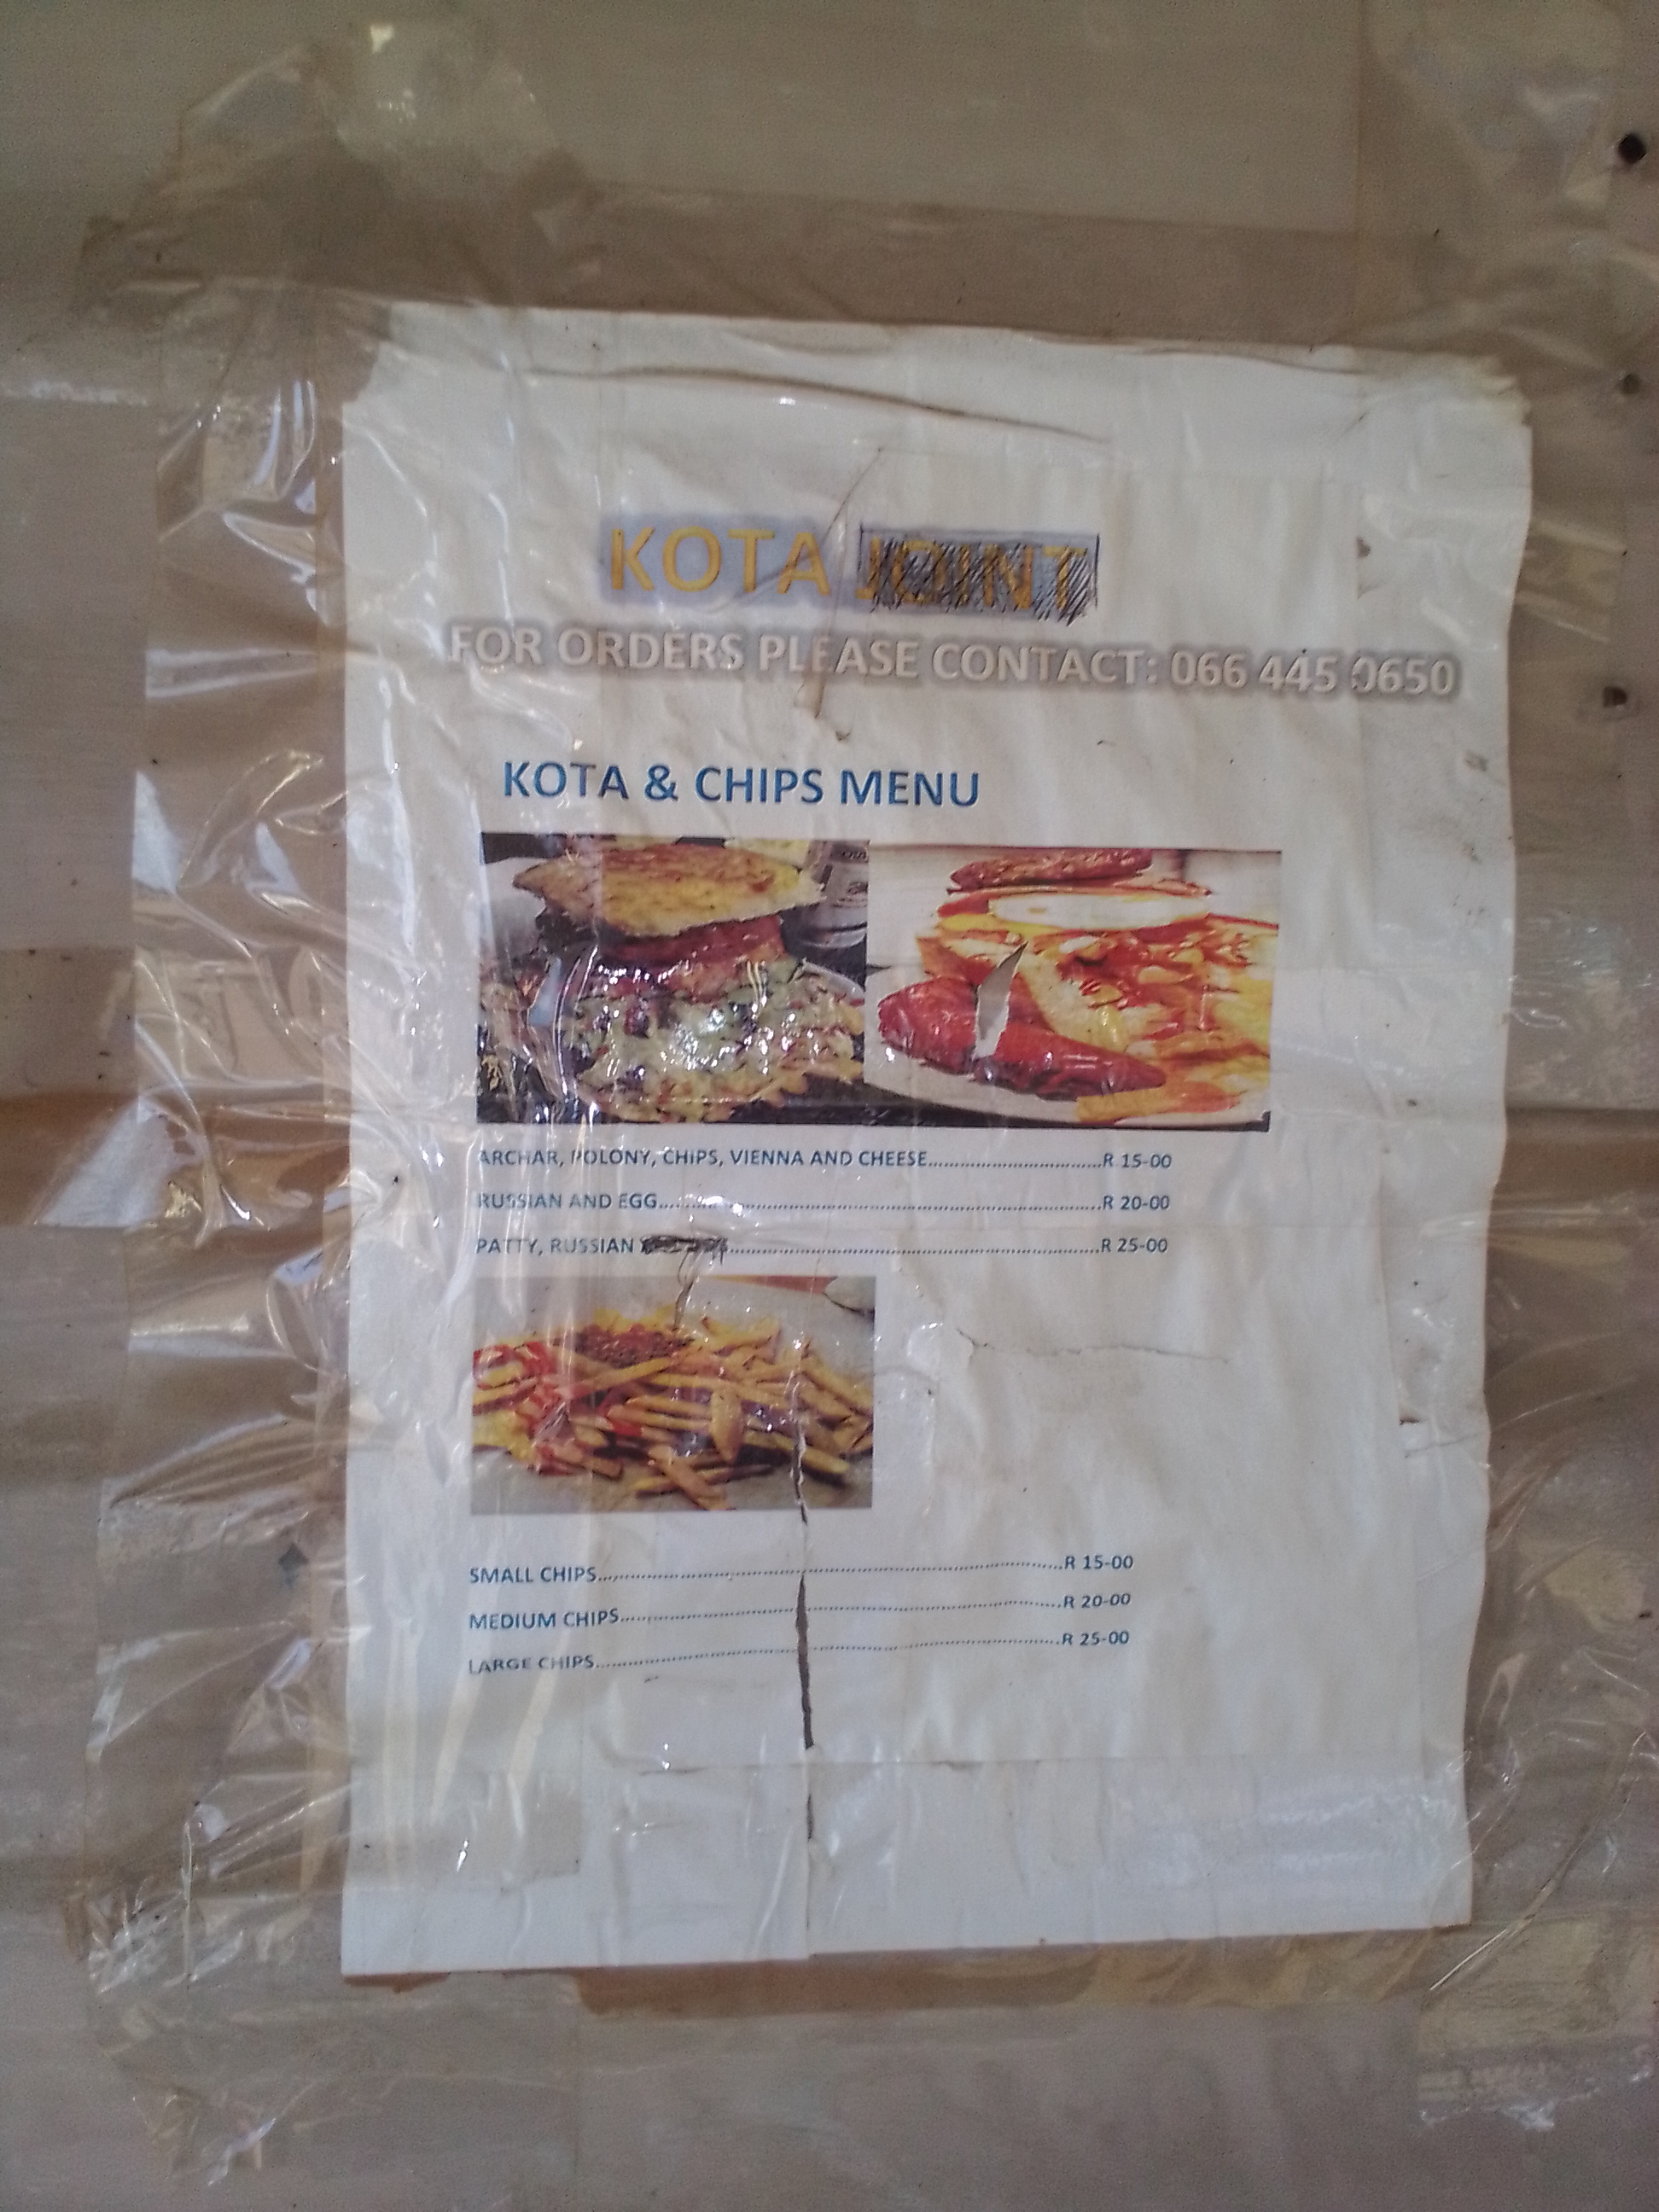 KOTA JOINT
FOR ORDERS PLEASE CONTACT: 066 445 0650
KOTA & CHIPS MENU
ARCHAR, POLONY, CHIPS, VIENNA AND CHEESE.......................................R 15-00
RUSSIAN AND EGG.......................................R 20-00
PATTY, RUSSIAN .......................................R 25-00
SMALL CHIPS.......................................R 15-00
MEDIUM CHIPS.......................................R 20-00
LARGE CHIPS.......................................R 25-00